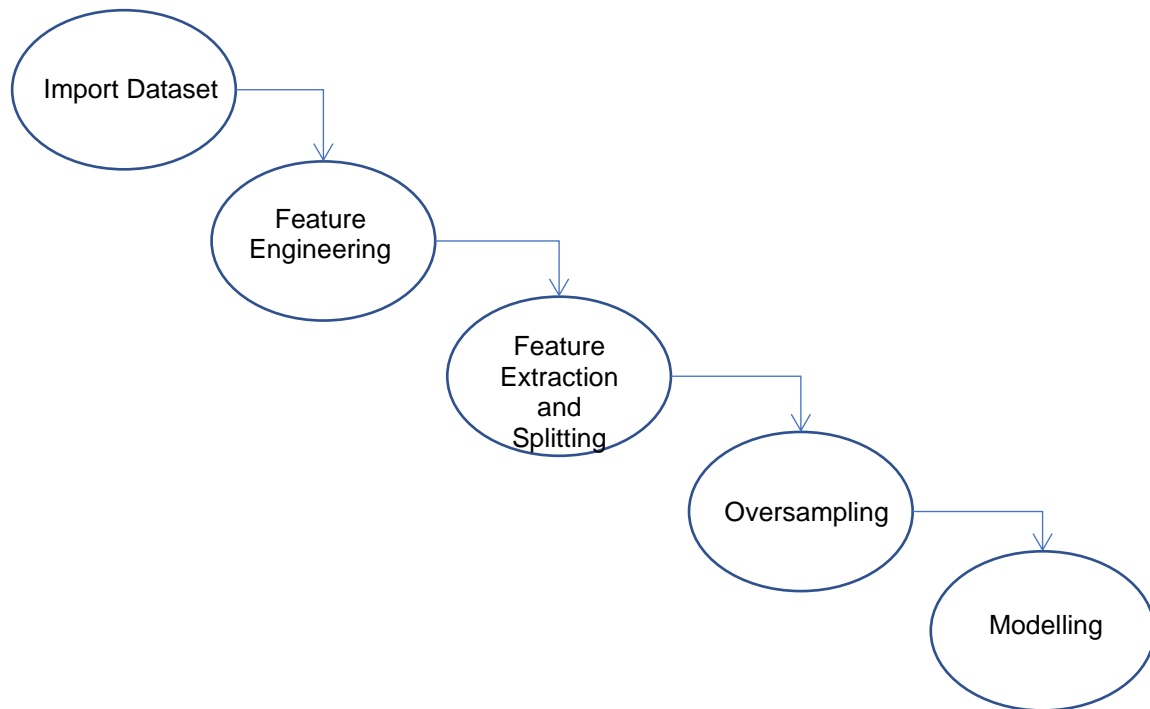 Import Dataset
Feature
Engineering
Feature
Extraction
and
Splitting
Oversampling
Modelling